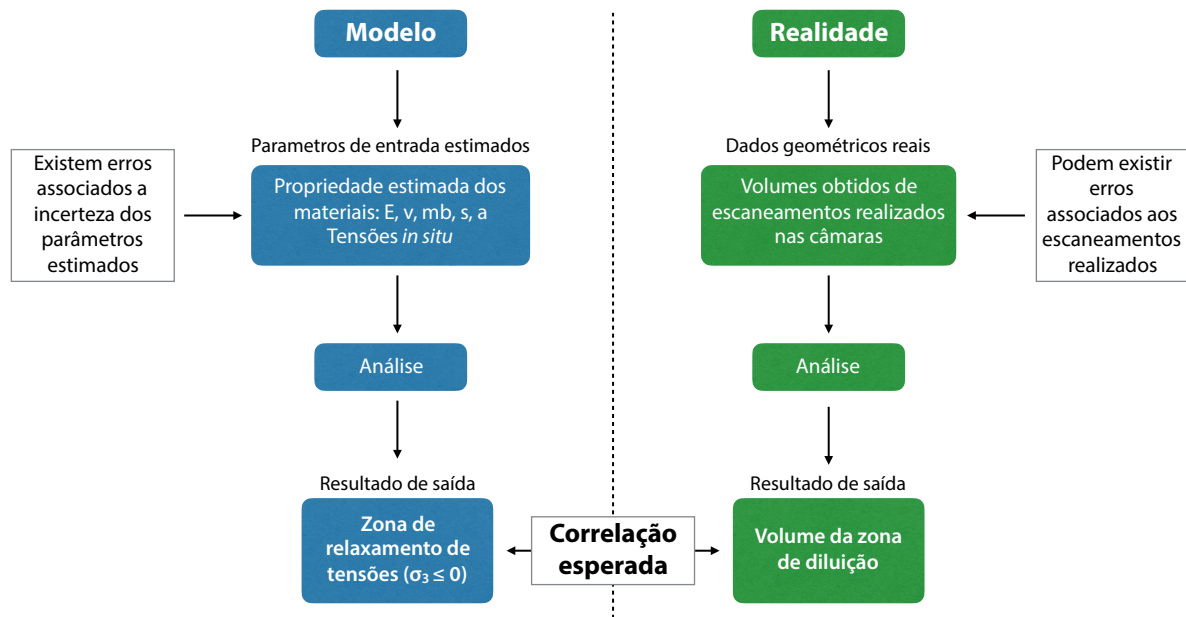 Modelo
Parametros de entrada estimados
Existem erros
associados a
incerteza dos
parâmetros
estimados
Propriedade estimada dos
materiais: E, v, mb, s, a
Tensões in situ
Análise
Resultado de saída
Zona de
relaxamento de
tensões (σ₃ ≤ 0)
Correlação
esperada
Realidade
Dados geométricos reais
Volumes obtidos de
escaneamentos realizados
nas câmaras
Podem existir
erros
associados aos
escaneamentos
realizados
Análise
Resultado de saída
Volume da zona
de diluição